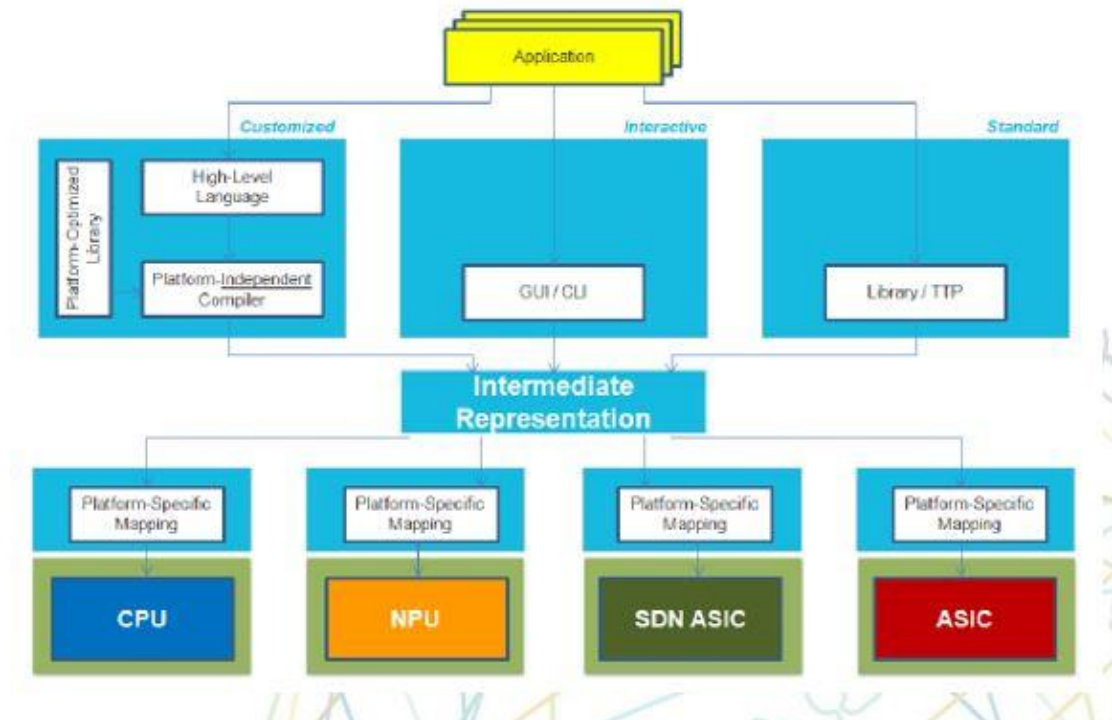 Application
Customized
Interactive
Standard
Platform-Optimized
Library
High-Level
Language
Platform-Independent
Compiler
GUI / CLI
Library / TTP
Intermediate
Representation
Platform-Specific
Mapping
Platform-Specific
Mapping
Platform-Specific
Mapping
Platform-Specific
Mapping
CPU
NPU
SDN ASIC
ASIC